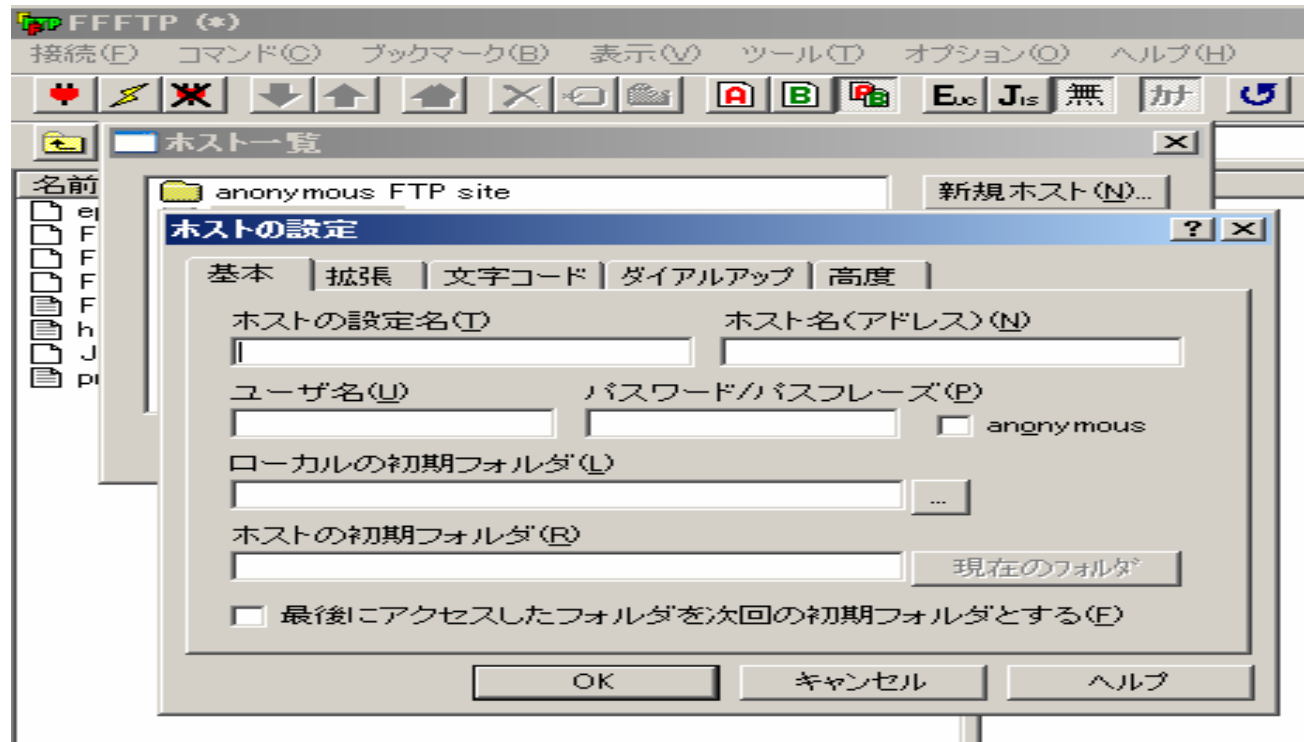 FFFTP (*)
接続(F) コマンド(C) ブックマーク(B) 表示(V) ツール(T) オプション(O) ヘルプ(H)
A B Euc Jis 無 カナ
ホスト一覧
名前
anonymous FTP site
新規ホスト(N)...
ホストの設定
基本 拡張 文字コード ダイアルアップ 高度
ホストの設定名(T) ホスト名(アドレス)(N)
ユーザ名(U) パスワード/パスフレーズ(P)
anonymous
ローカルの初期フォルダ(L)
...
ホストの初期フォルダ(R)
現在のフォルダ
最後にアクセスしたフォルダを次回の初期フォルダとする(F)
OK キャンセル ヘルプ